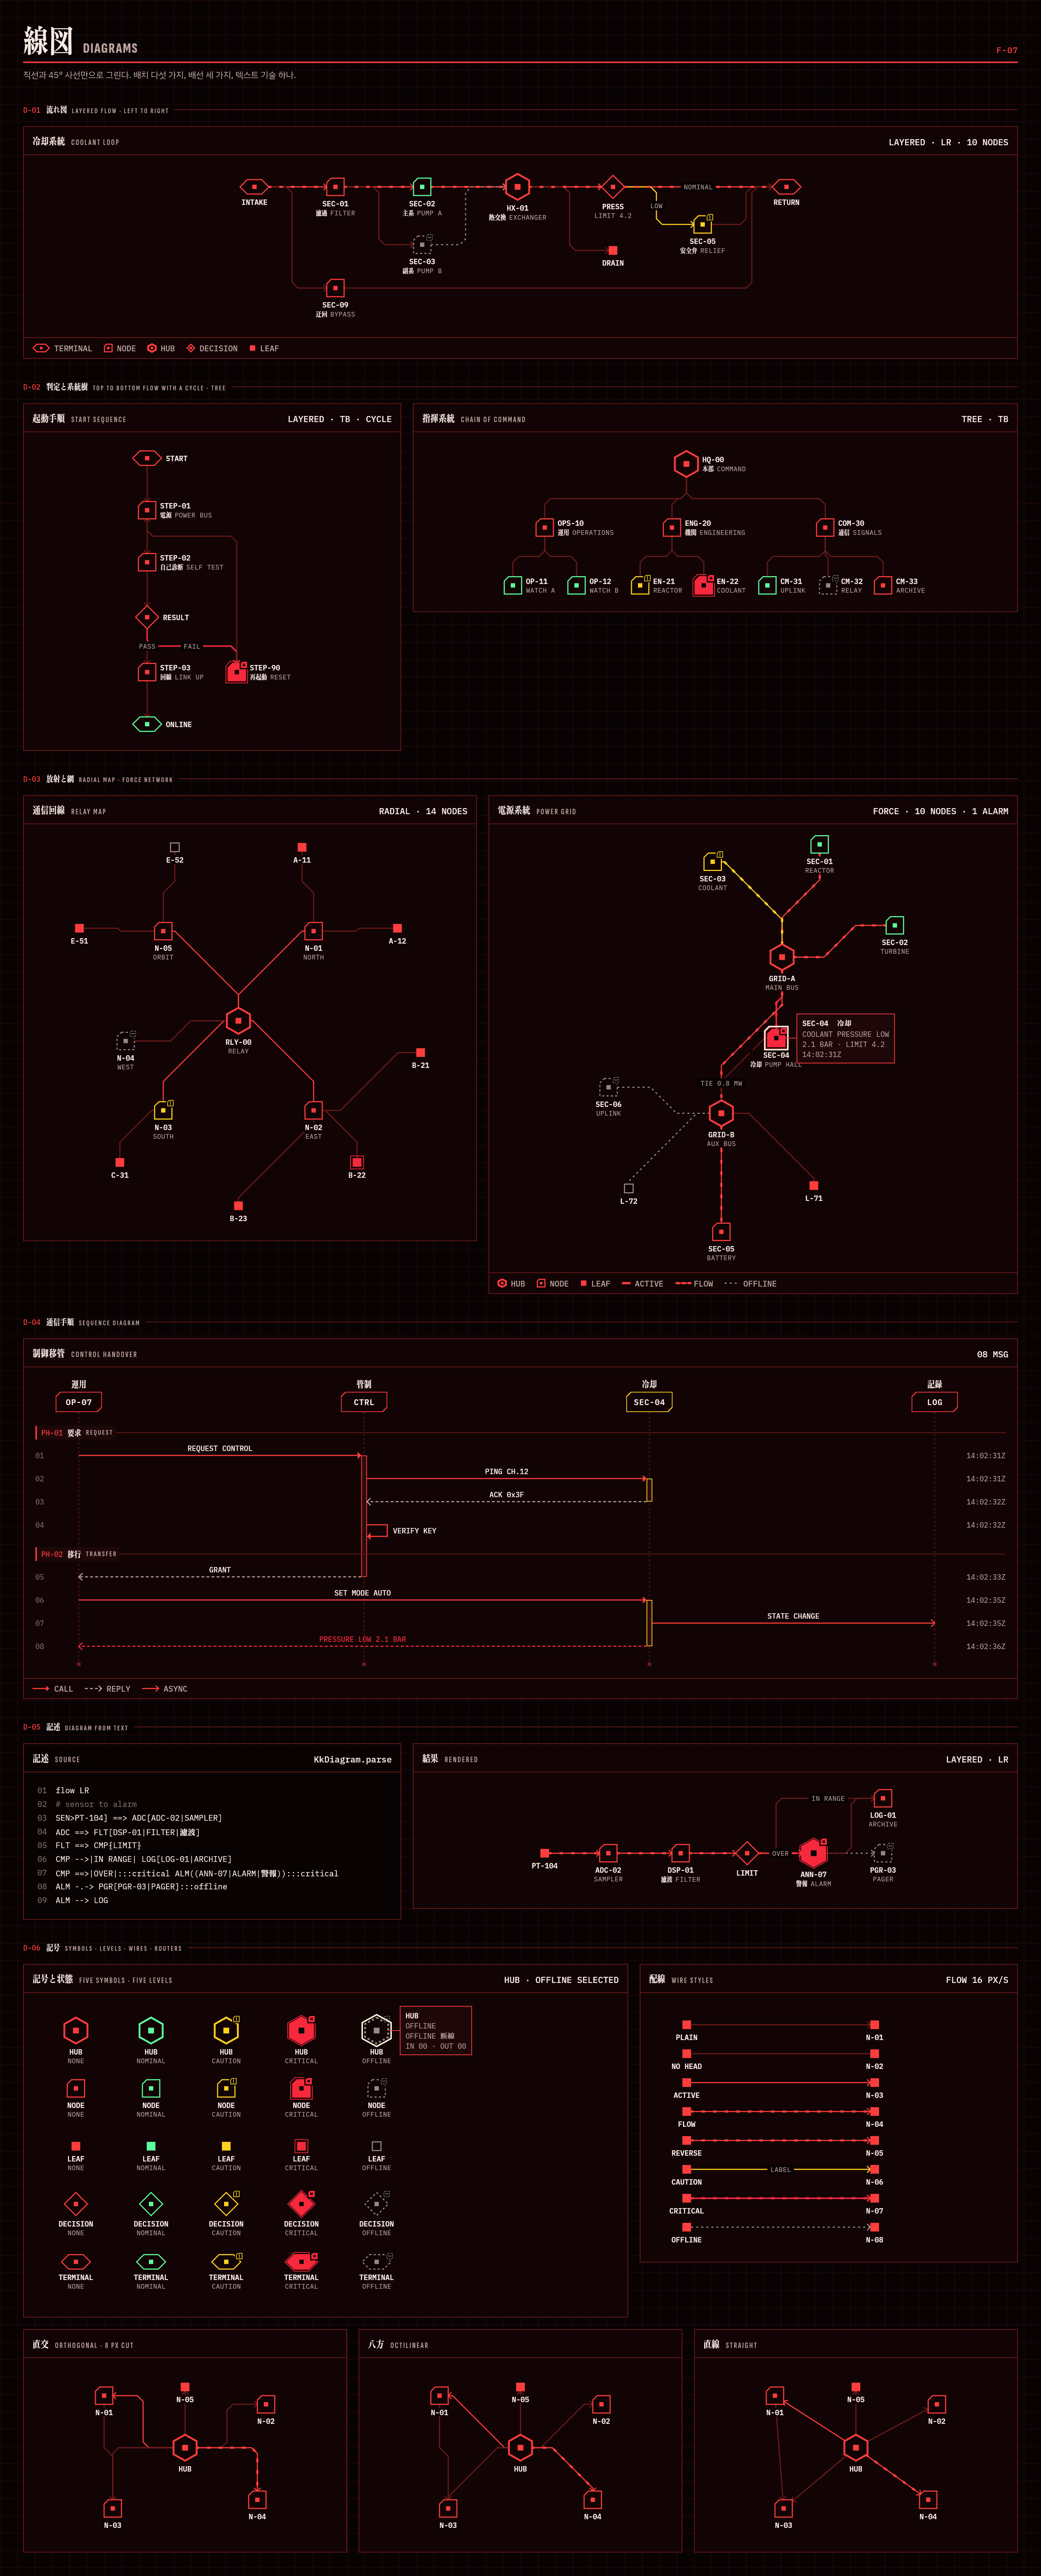 線図 DIAGRAMS
F-07
직선과 45° 사선만으로 그린다. 배치 다섯 가지, 배선 세 가지, 텍스트 기술 하나.
D-01 流れ図 LAYERED FLOW · LEFT TO RIGHT
冷却系統 COOLANT LOOP
LAYERED · LR · 10 NODES
INTAKE
SEC-01
濾過 FILTER
SEC-02
主系 PUMP A
HX-01
熱交換 EXCHANGER
PRESS
LIMIT 4.2
NOMINAL
RETURN
LOW
SEC-03
副系 PUMP B
SEC-05
安全弁 RELIEF
DRAIN
SEC-09
迂回 BYPASS
TERMINAL
NODE
HUB
DECISION
LEAF
D-02 判定と系統樹 TOP TO BOTTOM FLOW WITH A CYCLE · TREE
起動手順 START SEQUENCE
LAYERED · TB · CYCLE
START
STEP-01
電源 POWER BUS
STEP-02
自己診断 SELF TEST
RESULT
PASS
FAIL
STEP-03
回線 LINK UP
STEP-90
再起動 RESET
ONLINE
指揮系統 CHAIN OF COMMAND
TREE · TB
HQ-00
本部 COMMAND
OPS-10
運用 OPERATIONS
ENG-20
機関 ENGINEERING
COM-30
通信 SIGNALS
OP-11
WATCH A
OP-12
WATCH B
EN-21
REACTOR
EN-22
COOLANT
CM-31
UPLINK
CM-32
RELAY
CM-33
ARCHIVE
D-03 放射と網 RADIAL MAP · FORCE NETWORK
通信回線 RELAY MAP
RADIAL · 14 NODES
E-52
A-11
E-51
N-05
ORBIT
N-01
NORTH
A-12
RLY-00
RELAY
N-04
WEST
B-21
N-03
SOUTH
N-02
EAST
C-31
B-22
B-23
電源系統 POWER GRID
FORCE · 10 NODES · 1 ALARM
SEC-01
REACTOR
SEC-03
COOLANT
SEC-02
TURBINE
GRID-A
MAIN BUS
SEC-04 冷却
COOLANT PRESSURE LOW
2.1 BAR · LIMIT 4.2
14:02:31Z
SEC-04
冷却 PUMP HALL
TIE 0.8 MW
SEC-06
UPLINK
GRID-B
AUX BUS
L-72
L-71
SEC-05
BATTERY
HUB
NODE
LEAF
ACTIVE
FLOW
OFFLINE
D-04 通信手順 SEQUENCE DIAGRAM
制御移管 CONTROL HANDOVER
08 MSG
運用
OP-07
管制
CTRL
冷却
SEC-04
記録
LOG
PH-01 要求 REQUEST
01 REQUEST CONTROL 14:02:31Z
02 PING CH.12 14:02:31Z
03 ACK 0x3F 14:02:32Z
04 VERIFY KEY 14:02:32Z
PH-02 移行 TRANSFER
05 GRANT 14:02:33Z
06 SET MODE AUTO 14:02:35Z
07 STATE CHANGE 14:02:35Z
08 PRESSURE LOW 2.1 BAR 14:02:36Z
CALL
REPLY
ASYNC
D-05 記述 DIAGRAM FROM TEXT
記述 SOURCE
KkDiagram.parse
01 flow LR
02 # sensor to alarm
03 SEN>PT-104] ==> ADC[ADC-02|SAMPLER]
04 ADC ==> FLT[DSP-01|FILTER|濾波]
05 FLT ==> CMP{LIMIT}
06 CMP -->|IN RANGE| LOG[LOG-01|ARCHIVE]
07 CMP ==>|OVER|:::critical ALM((ANN-07|ALARM|警報)):::critical
08 ALM -.-> PGR[PGR-03|PAGER]:::offline
09 ALM --> LOG
結果 RENDERED
LAYERED · LR
IN RANGE
LOG-01
ARCHIVE
PT-104
ADC-02
SAMPLER
DSP-01
濾波 FILTER
LIMIT
OVER
ANN-07
警報 ALARM
PGR-03
PAGER
D-06 記号 SYMBOLS · LEVELS · WIRES · ROUTERS
記号と状態 FIVE SYMBOLS · FIVE LEVELS
HUB · OFFLINE SELECTED
HUB
NONE
HUB
NOMINAL
HUB
CAUTION
HUB
CRITICAL
HUB
OFFLINE
HUB
OFFLINE
OFFLINE 断線
IN 00 · OUT 00
NODE
NONE
NODE
NOMINAL
NODE
CAUTION
NODE
CRITICAL
NODE
OFFLINE
LEAF
NONE
LEAF
NOMINAL
LEAF
CAUTION
LEAF
CRITICAL
LEAF
OFFLINE
DECISION
NONE
DECISION
NOMINAL
DECISION
CAUTION
DECISION
CRITICAL
DECISION
OFFLINE
TERMINAL
NONE
TERMINAL
NOMINAL
TERMINAL
CAUTION
TERMINAL
CRITICAL
TERMINAL
OFFLINE
配線 WIRE STYLES
FLOW 16 PX/S
PLAIN N-01
NO HEAD N-02
ACTIVE N-03
FLOW N-04
REVERSE N-05
LABEL
CAUTION N-06
CRITICAL N-07
OFFLINE N-08
直交 ORTHOGONAL · 8 PX CUT
N-05
N-01
N-02
HUB
N-04
N-03
八方 OCTILINEAR
N-05
N-01
N-02
HUB
N-04
N-03
直線 STRAIGHT
N-05
N-01
N-02
HUB
N-04
N-03